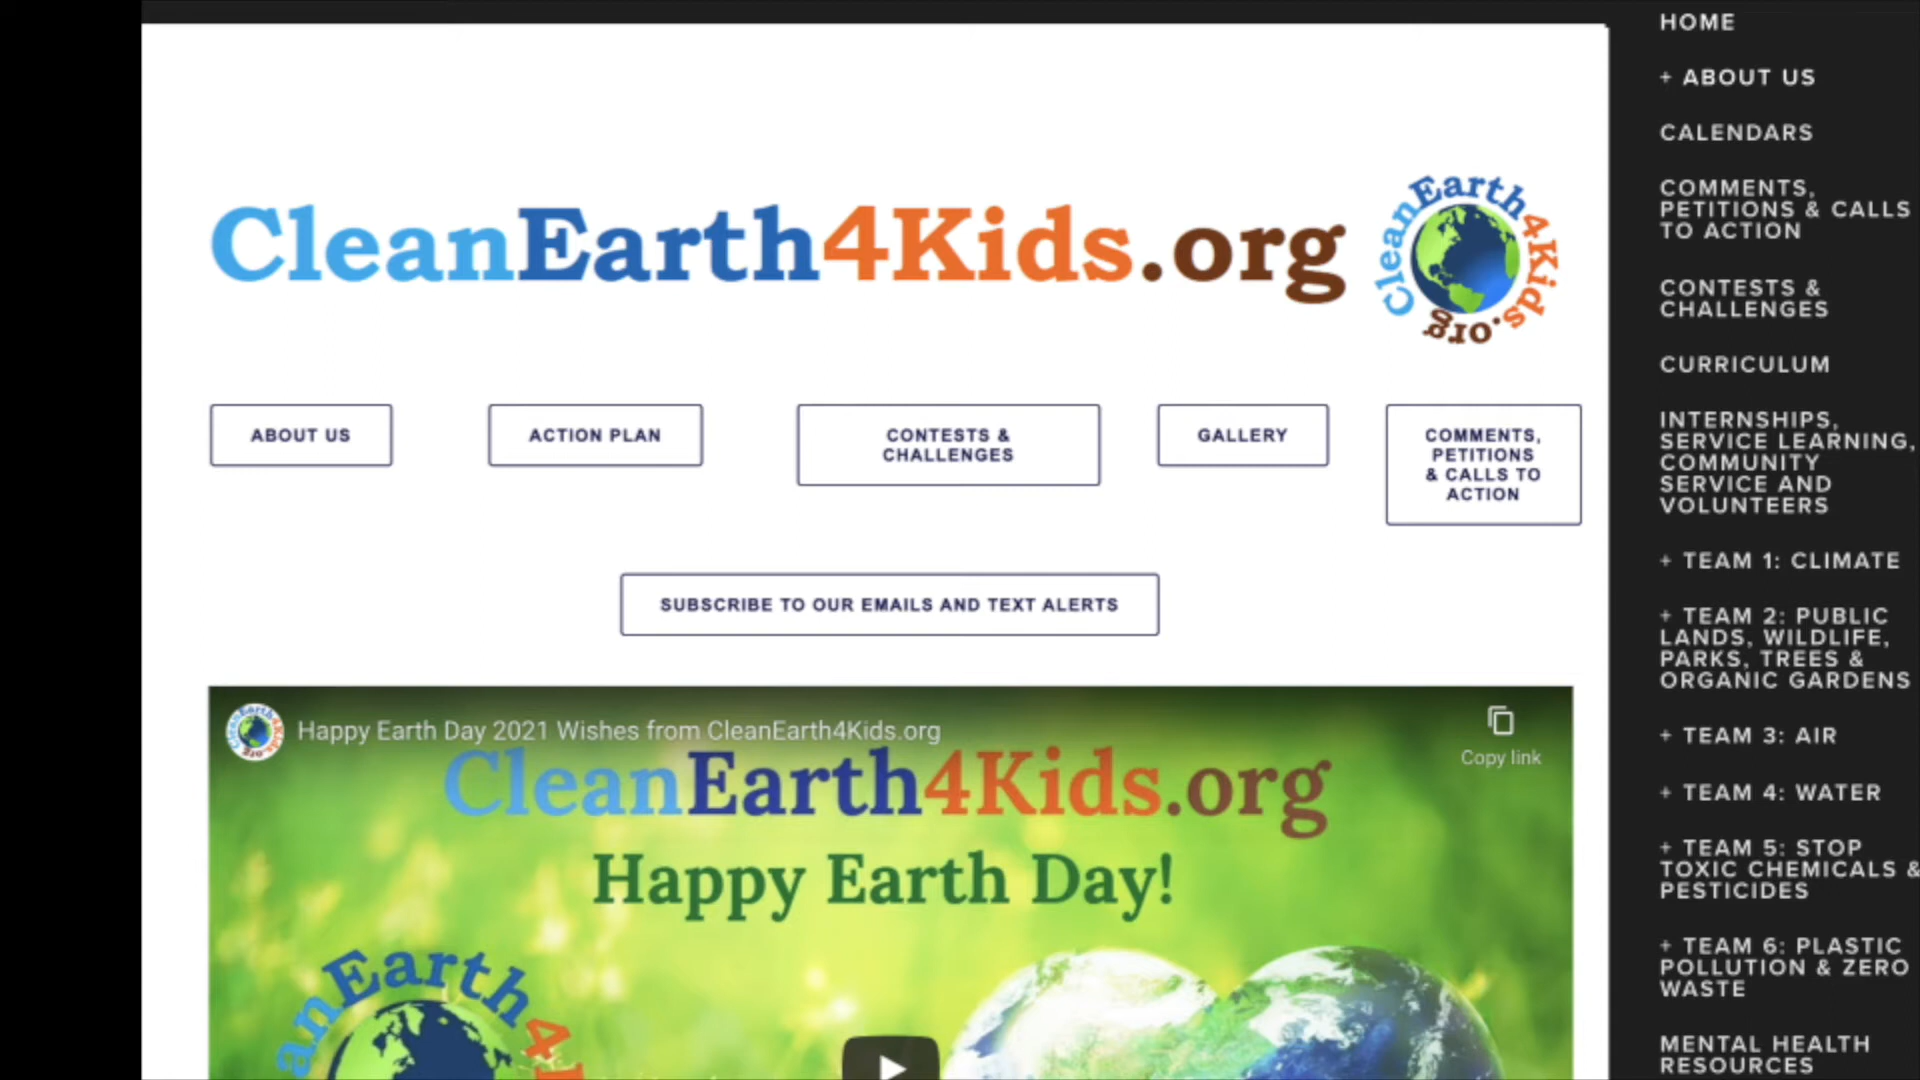 CleanEarth4Kids.org
CleanEarth4Kids.org
ABOUT US
ACTION PLAN
CONTESTS &
CHALLENGES
GALLERY
COMMENTS,
PETITIONS
& CALLS TO
ACTION
SUBSCRIBE TO OUR EMAILS AND TEXT ALERTS
CleanEarth4Kids.org
Happy Earth Day 2021 Wishes from CleanEarth4Kids.org
Copy link
CleanEarth4Kids.org
Happy Earth Day!
anEarth4
HOME
+ ABOUT US
CALENDARS
COMMENTS,
PETITIONS & CALLS
TO ACTION
CONTESTS &
CHALLENGES
CURRICULUM
INTERNSHIPS,
SERVICE LEARNING,
COMMUNITY
SERVICE AND
VOLUNTEERS
+ TEAM 1: CLIMATE
+ TEAM 2: PUBLIC
LANDS, WILDLIFE,
PARKS, TREES &
ORGANIC GARDENS
+ TEAM 3: AIR
+ TEAM 4: WATER
+ TEAM 5: STOP
TOXIC CHEMICALS &
PESTICIDES
+ TEAM 6: PLASTIC
POLLUTION & ZERO
WASTE
MENTAL HEALTH
RESOURCES